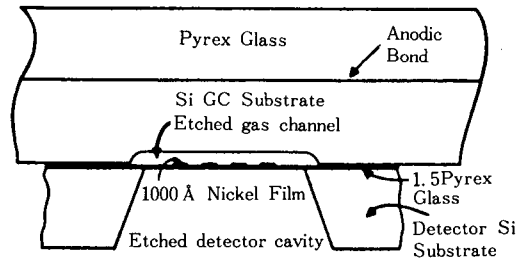 Pyrex Glass
Anodic
Bond
Si GC Substrate
Etched gas channel
1000 Å Nickel Film
1.5Pyrex
Glass
Etched detector cavity
Detector Si
Substrate